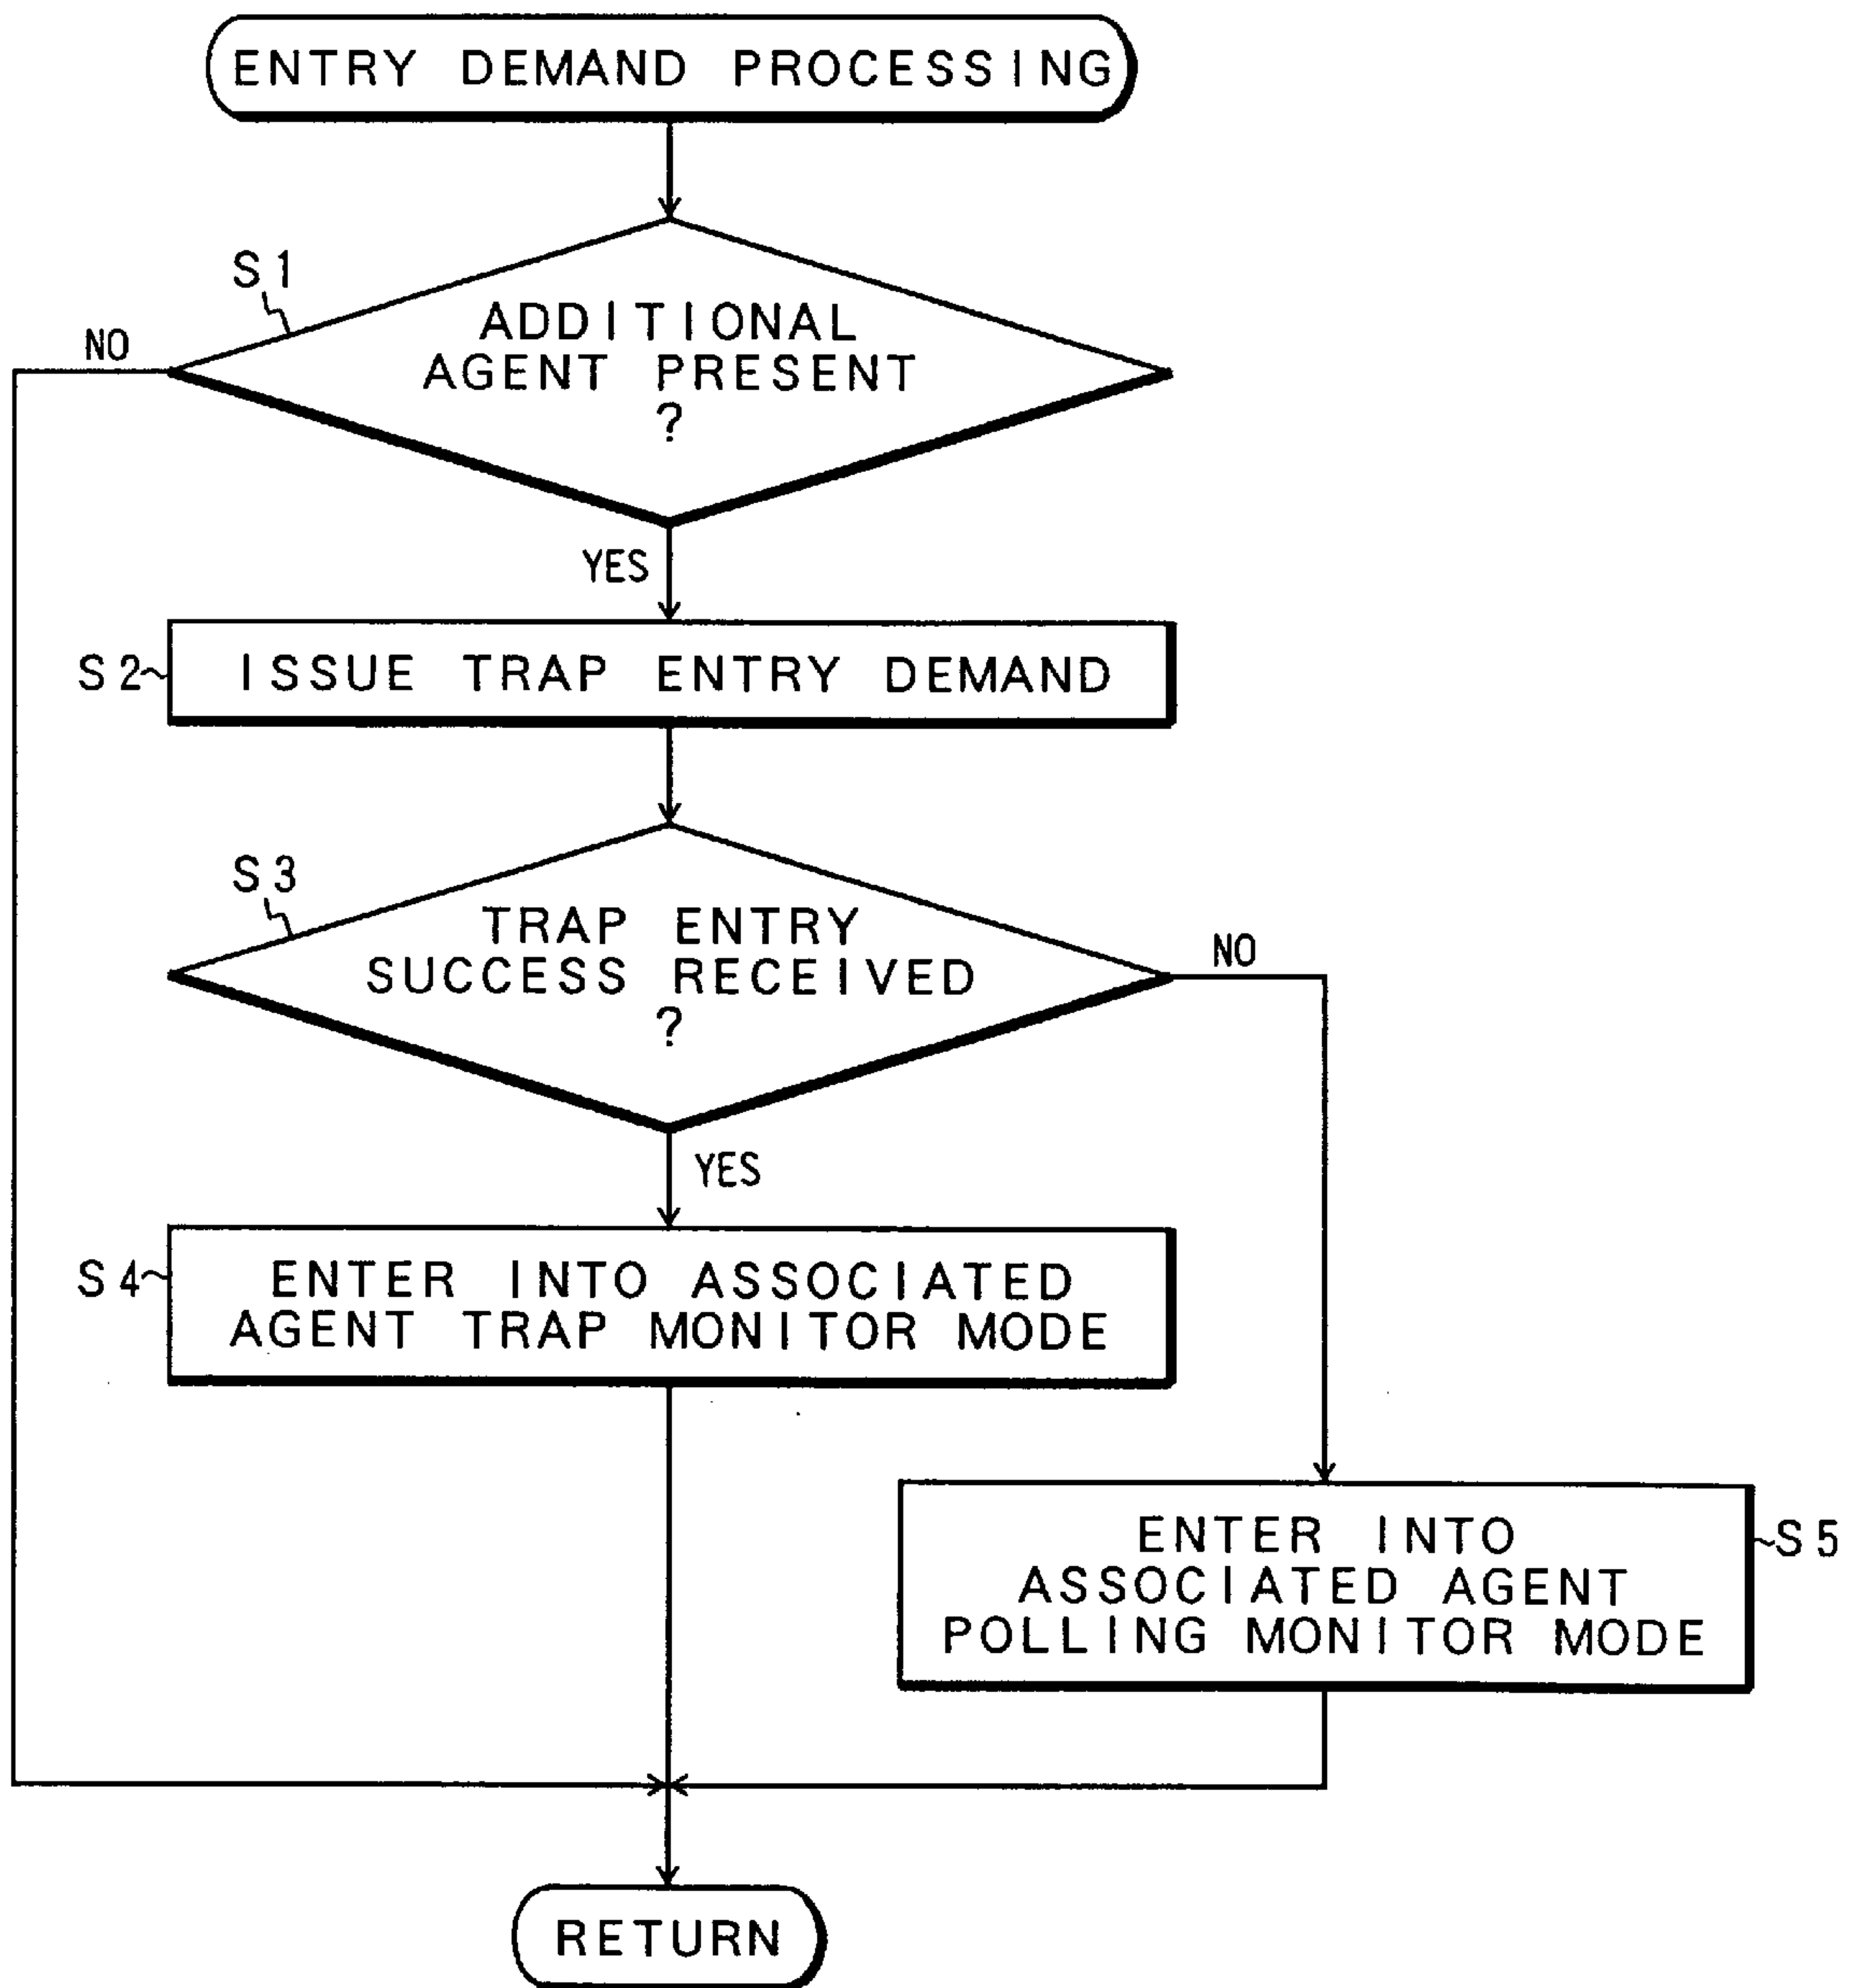 ENTRY DEMAND PROCESSING
S1
NO
ADDITIONAL
AGENT PRESENT
?
YES
S2
ISSUE TRAP ENTRY DEMAND
S3
TRAP ENTRY
SUCCESS RECEIVED
?
NO
YES
S4
ENTER INTO ASSOCIATED
AGENT TRAP MONITOR MODE
ENTER INTO
ASSOCIATED AGENT
POLLING MONITOR MODE
S5
RETURN